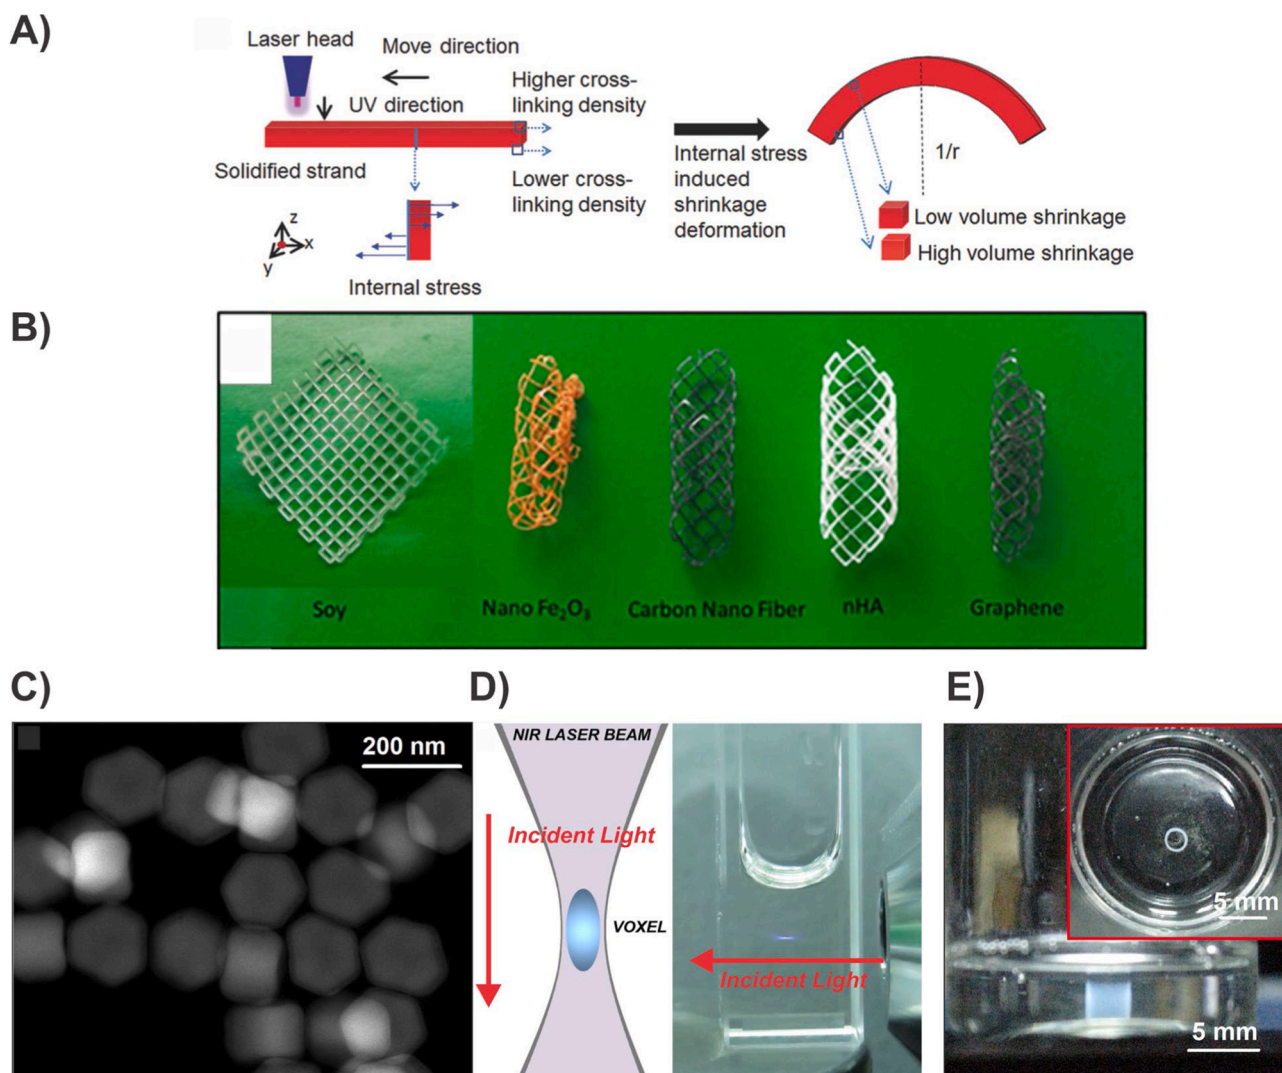 A)
Laser head
Move direction
UV direction
Higher cross-
linking density
Solidified strand
Lower cross-
linking density
z
x
y
Internal stress
Internal stress
induced
shrinkage
deformation
1/r
Low volume shrinkage
High volume shrinkage
B)
Soy
Nano Fe₂O₃
Carbon Nano Fiber
nHA
Graphene
C)
200 nm
D)
NIR LASER BEAM
Incident Light
VOXEL
Incident Light
E)
5 mm
5 mm